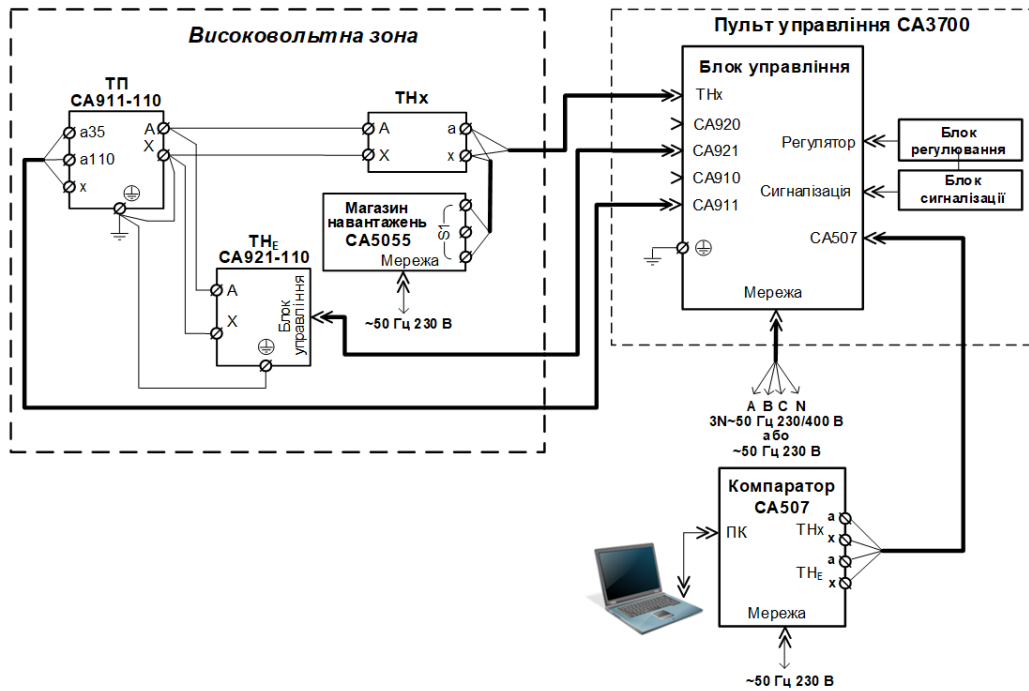 Високовольтна зона
ТП
СА911-110
а35
а110
х
А
Х
ТНх
А
Х
а
х
Магазин
навантажень
СА5055
S1
Мережа
~50 Гц 230 В
ТНЕ
СА921-110
А
Х
Блок
управління
Пульт управління СА3700
Блок управління
ТНх
СА920
СА921
СА910
СА911
Регулятор
Сигналізація
СА507
Мережа
Блок
регулювання
Блок
сигналізації
А В С N
3N~50 Гц 230/400 В
або
~50 Гц 230 В
Компаратор
СА507
ПК
а
ТНх
х
а
ТНЕ
х
Мережа
~50 Гц 230 В